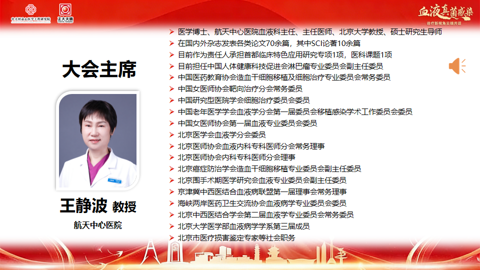 正大天晴
血液真菌感染
大会主席
王静波 教授
航天中心医院
医学博士、航天中心医院血液科主任、主任医师、北京大学教授、硕士研究生导师
在国内外杂志发表各类论文70余篇，其中SCI论著10余篇
目前作为责任人承担首都临床特色应用研究专项1项，医科课题1项
目前担任中国人体健康科技促进会淋巴瘤专业委员会副主任委员
中国医药教育协会造血干细胞移植及细胞治疗专业委员会常务委员
中国女医师协会靶向治疗分会常务委员
中国研究型医院学会细胞治疗委员会委员
中国老年医学学会血液学分会第一届委员会移植感染学术工作委员会委员
中国女医师协会第一届血液专业委员会委员
北京医学会血液学分会委员
北京医师协会血液内科专科医师分会常务理事
北京医师协会内科专科医师分会理事
北京癌症防治学会造血干细胞移植专业委员会副主任委员
北京围手术期医学研究会血液专业委员会副主任委员
京津冀中西医结合血液病联盟第一届理事会常务理事
海峡两岸医药卫生交流协会血液病学专业委员会委员
北京中西医结合学会第二届血液学专业委员会常务委员
北京大学医学部血液病学学系第三届成员
北京市医疗损害鉴定专家等社会职务